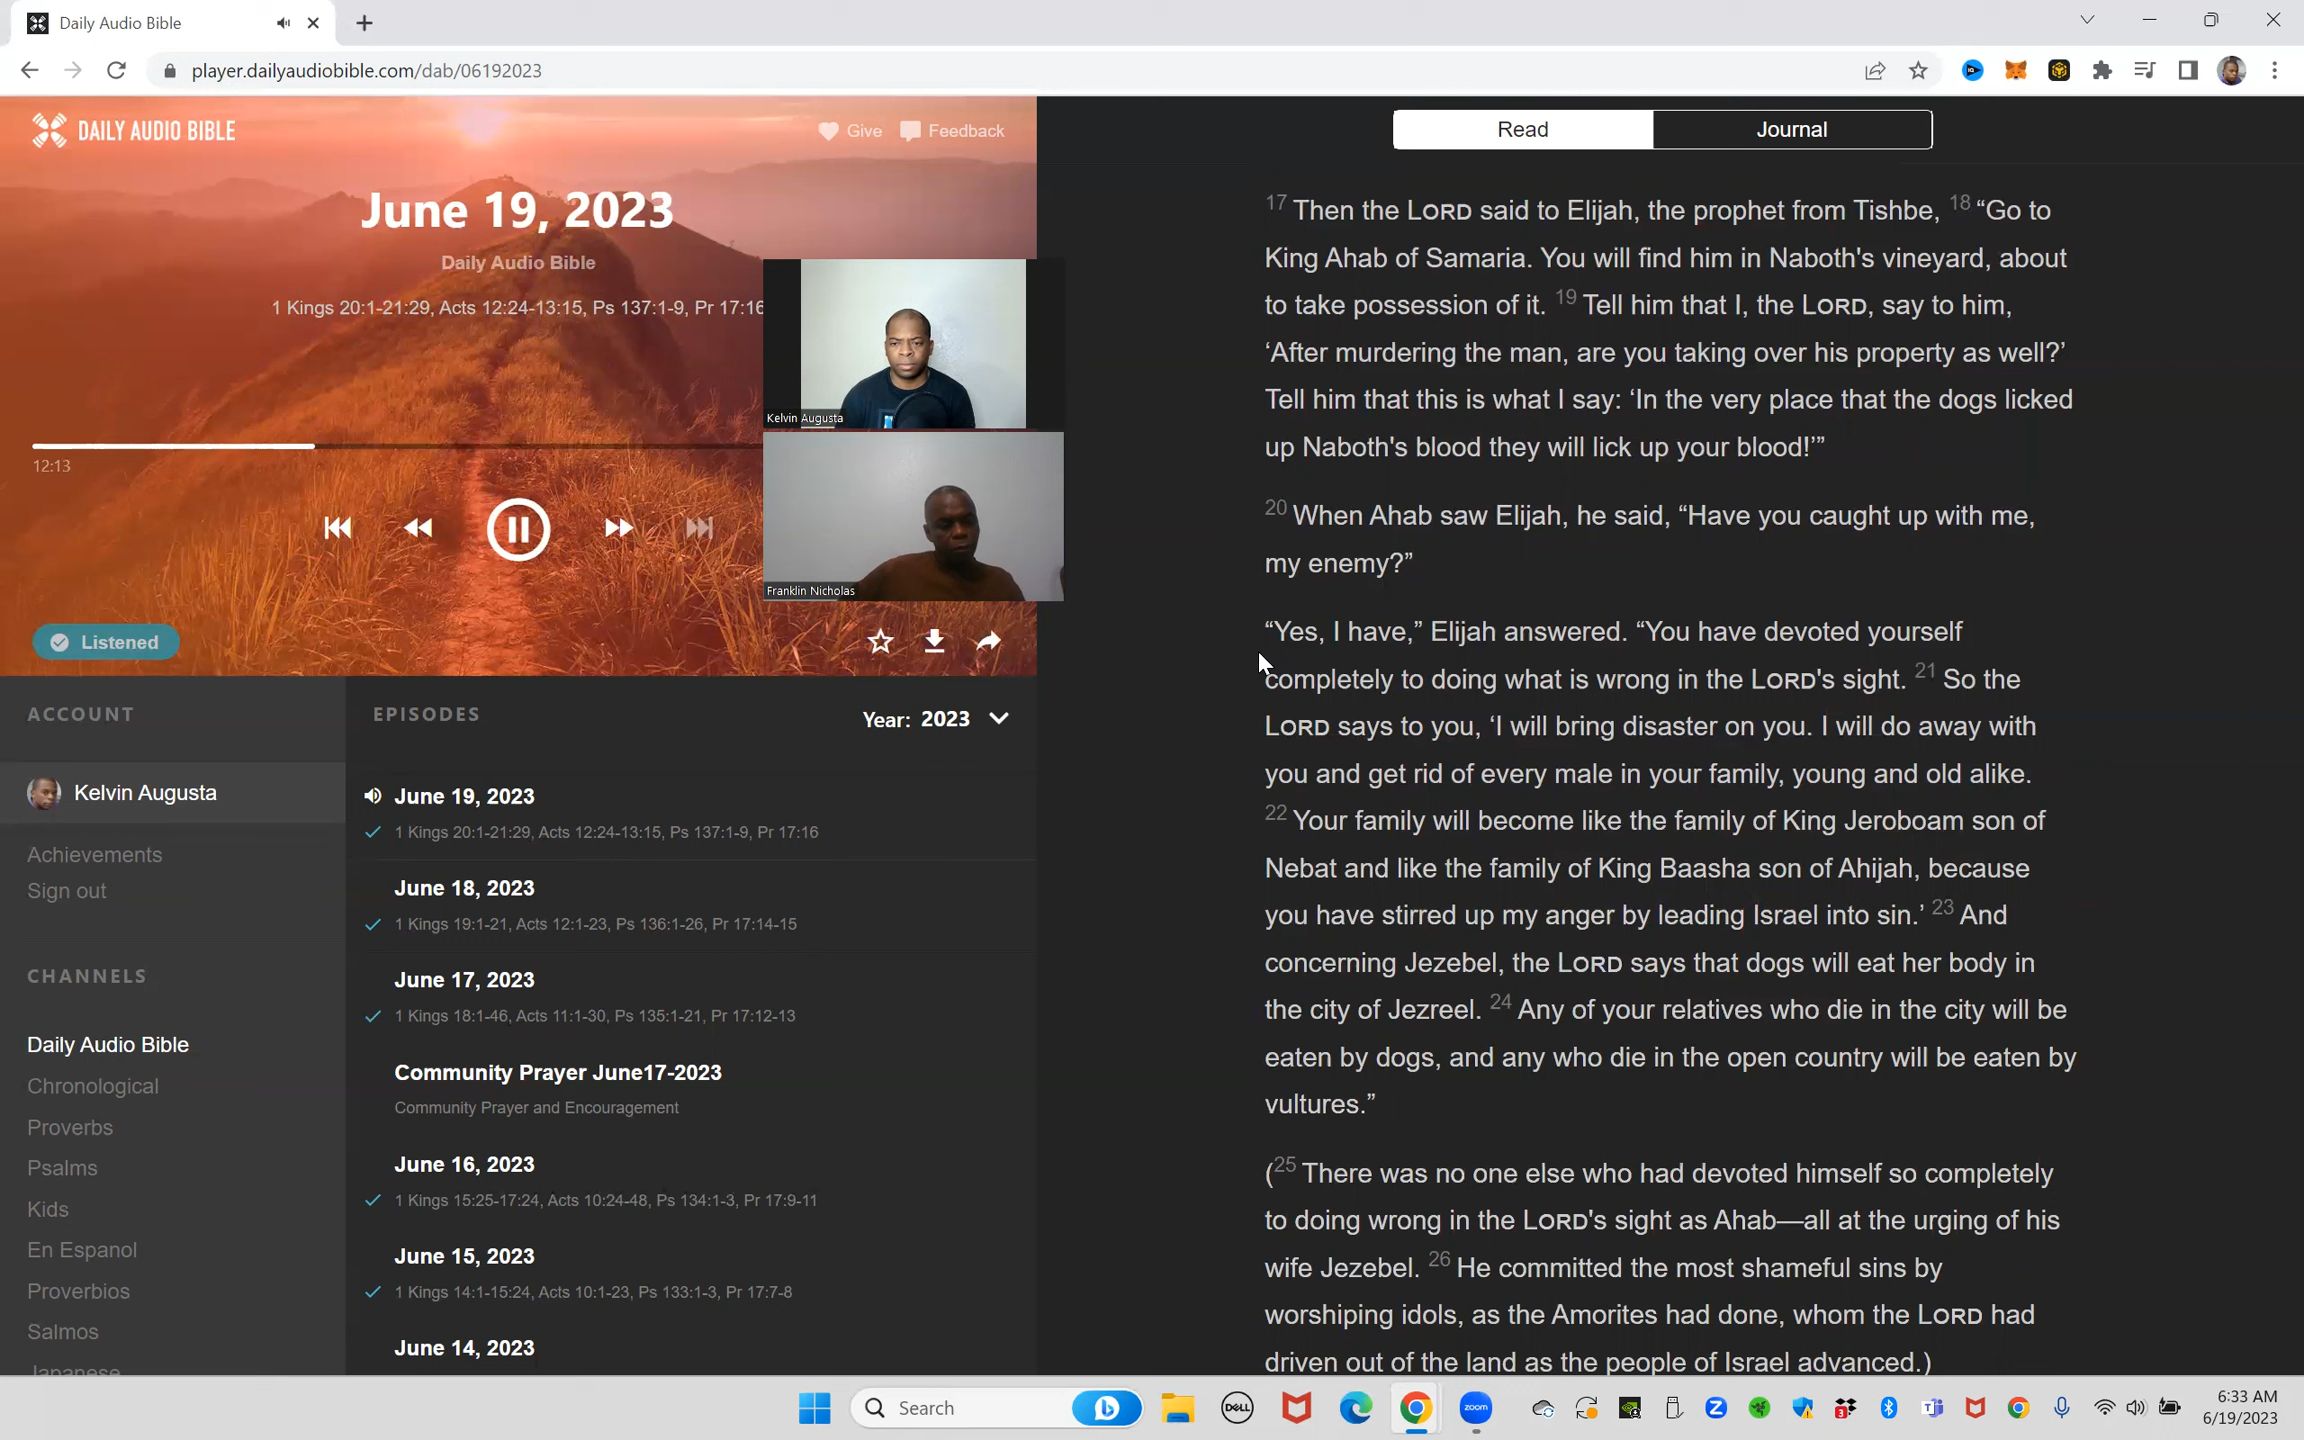 Daily Audio Bible
player.dailyaudiobible.com/dab/06192023
DAILY AUDIO BIBLE
Give
Feedback
June 19, 2023
Daily Audio Bible
1 Kings 20:1-21:29, Acts 12:24-13:15, Ps 137:1-9, Pr 17:16
12:13
Kelvin Augusta
Franklin Nicholas
Listened
ACCOUNT
Kelvin Augusta
Achievements
Sign out
CHANNELS
Daily Audio Bible
Chronological
Proverbs
Psalms
Kids
En Espanol
Proverbios
Salmos
Japanese
EPISODES
Year: 2023
June 19, 2023
1 Kings 20:1-21:29, Acts 12:24-13:15, Ps 137:1-9, Pr 17:16
June 18, 2023
1 Kings 19:1-21, Acts 12:1-23, Ps 136:1-26, Pr 17:14-15
June 17, 2023
1 Kings 18:1-46, Acts 11:1-30, Ps 135:1-21, Pr 17:12-13
Community Prayer June17-2023
Community Prayer and Encouragement
June 16, 2023
1 Kings 15:25-17:24, Acts 10:24-48, Ps 134:1-3, Pr 17:9-11
June 15, 2023
1 Kings 14:1-15:24, Acts 10:1-23, Ps 133:1-3, Pr 17:7-8
June 14, 2023
Read
Journal
17 Then the LORD said to Elijah, the prophet from Tishbe, 18 “Go to
King Ahab of Samaria. You will find him in Naboth's vineyard, about
to take possession of it. 19 Tell him that I, the LORD, say to him,
‘After murdering the man, are you taking over his property as well?’
Tell him that this is what I say: ‘In the very place that the dogs licked
up Naboth's blood they will lick up your blood!’”
20 When Ahab saw Elijah, he said, “Have you caught up with me,
my enemy?”
“Yes, I have,” Elijah answered. “You have devoted yourself
completely to doing what is wrong in the LORD's sight. 21 So the
LORD says to you, ‘I will bring disaster on you. I will do away with
you and get rid of every male in your family, young and old alike.
22 Your family will become like the family of King Jeroboam son of
Nebat and like the family of King Baasha son of Ahijah, because
you have stirred up my anger by leading Israel into sin.’ 23 And
concerning Jezebel, the LORD says that dogs will eat her body in
the city of Jezreel. 24 Any of your relatives who die in the city will be
eaten by dogs, and any who die in the open country will be eaten by
vultures.”
(25 There was no one else who had devoted himself so completely
to doing wrong in the LORD's sight as Ahab—all at the urging of his
wife Jezebel. 26 He committed the most shameful sins by
worshiping idols, as the Amorites had done, whom the LORD had
driven out of the land as the people of Israel advanced.)
Search
DELL
zoom
3
6:33 AM
6/19/2023